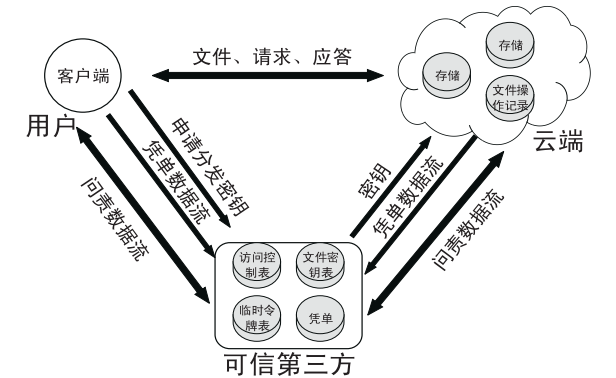 客户端
用户
文件、请求、应答
存储
存储
文件操
作记录
云端
申请分发密钥
凭单数据流
问责数据流
密钥
凭单数据流
问责数据流
访问控
制表
文件密
钥表
临时令
牌表
凭单
可信第三方